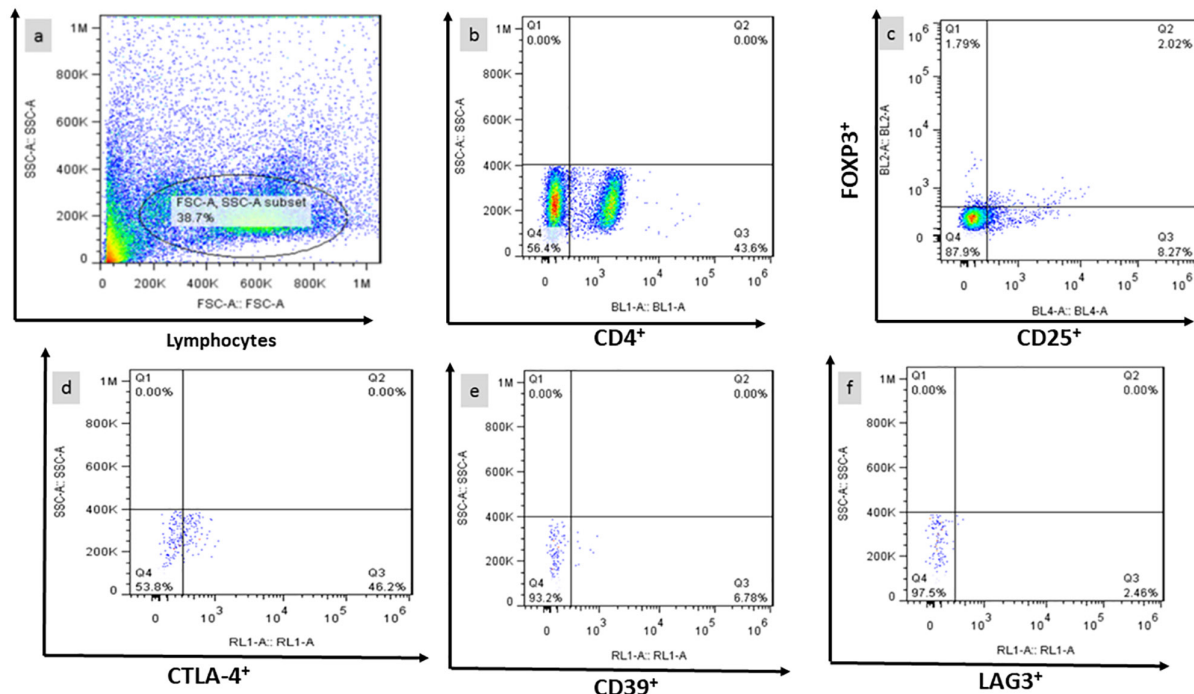 a
1M
800K
600K
400K
200K
0
SSC-A:: SSC-A
FSC-A, SSC-A subset
38.7%
0 200K 400K 600K 800K 1M
FSC-A:: FSC-A
Lymphocytes
b
Q1
0.00%
Q2
0.00%
1M
800K
600K
400K
200K
0
SSC-A:: SSC-A
Q4
56.4%
Q3
43.6%
0 10^3 10^4 10^5 10^6
BL1-A:: BL1-A
CD4+
c
Q1
1.79%
Q2
2.02%
10^6
10^5
10^4
10^3
0
FOXP3+
BL2-A:: BL2-A
Q4
87.9%
Q3
8.27%
0 10^3 10^4 10^5 10^6
BL4-A:: BL4-A
CD25+
d
Q1
0.00%
Q2
0.00%
1M
800K
600K
400K
200K
0
SSC-A:: SSC-A
Q4
53.8%
Q3
46.2%
0 10^3 10^4 10^5 10^6
RL1-A:: RL1-A
CTLA-4+
e
Q1
0.00%
Q2
0.00%
1M
800K
600K
400K
200K
0
SSC-A:: SSC-A
Q4
93.2%
Q3
6.78%
0 10^3 10^4 10^5 10^6
RL1-A:: RL1-A
CD39+
f
Q1
0.00%
Q2
0.00%
1M
800K
600K
400K
200K
0
SSC-A:: SSC-A
Q4
97.5%
Q3
2.46%
0 10^3 10^4 10^5 10^6
RL1-A:: RL1-A
LAG3+